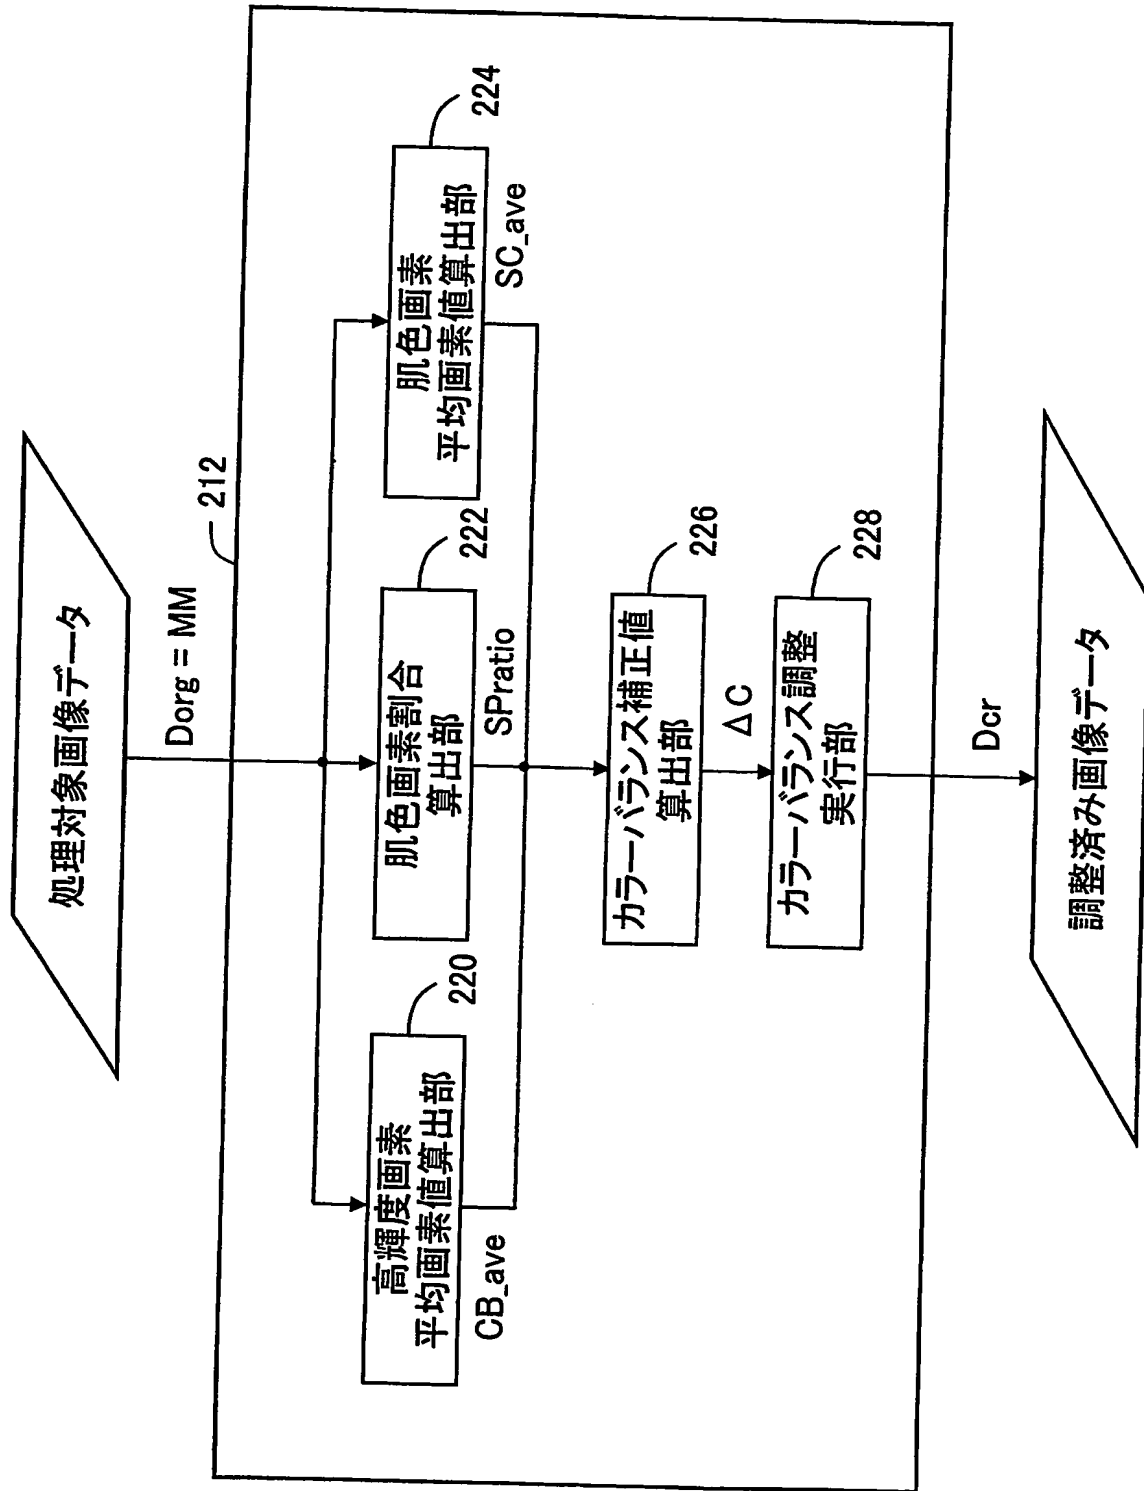 処理対象画像データ
Dorg = MM
212
高輝度画素
平均画素値算出部
220
CB_ave
肌色画素割合
算出部
222
SPratio
肌色画素
平均画素値算出部
224
SC_ave
カラーバランス補正値
算出部
226
ΔC
カラーバランス調整
実行部
228
Dcr
調整済み画像データ